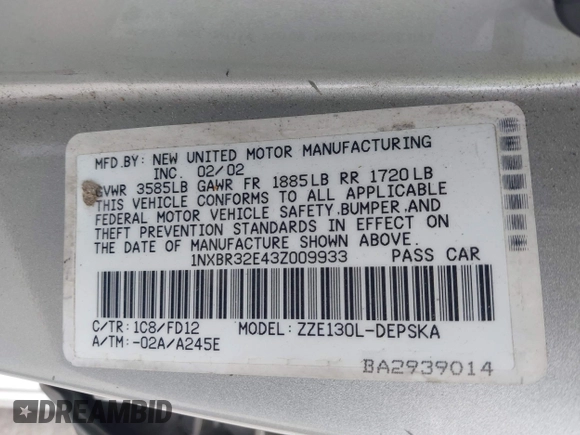 MFD.BY: NEW UNITED MOTOR MANUFACTURING
INC. 02/02
GVWR 3585LB GAWR FR 1885LB RR 1720LB
THIS VEHICLE CONFORMS TO ALL APPLICABLE
FEDERAL MOTOR VEHICLE SAFETY,BUMPER,AND
THEFT PREVENTION STANDARDS IN EFFECT ON
THE DATE OF MANUFACTURE SHOWN ABOVE.
1NXBR32E43Z009933 PASS CAR
C/TR: 1C8/FD12 MODEL: ZZE130L-DEPSKA
A/TM: -02A/A245E
BA2939014
DREAMBID